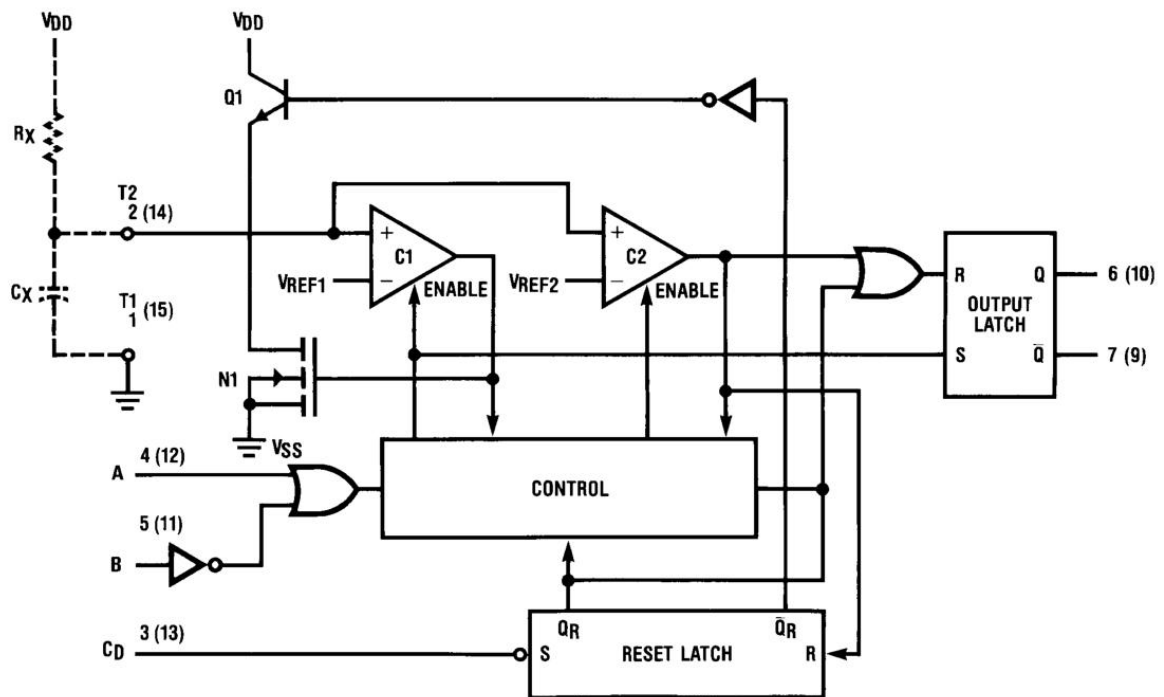 VDD
VDD
Q1
RX
T2
2 (14)
CX
T1
1 (15)
+
C1
−
VREF1
ENABLE
+
C2
−
VREF2
ENABLE
R
Q
6 (10)
OUTPUT
LATCH
S
Q̅
7 (9)
N1
VSS
A
4 (12)
CONTROL
5 (11)
B
CD
3 (13)
S
QR
Q̅R
RESET LATCH
R